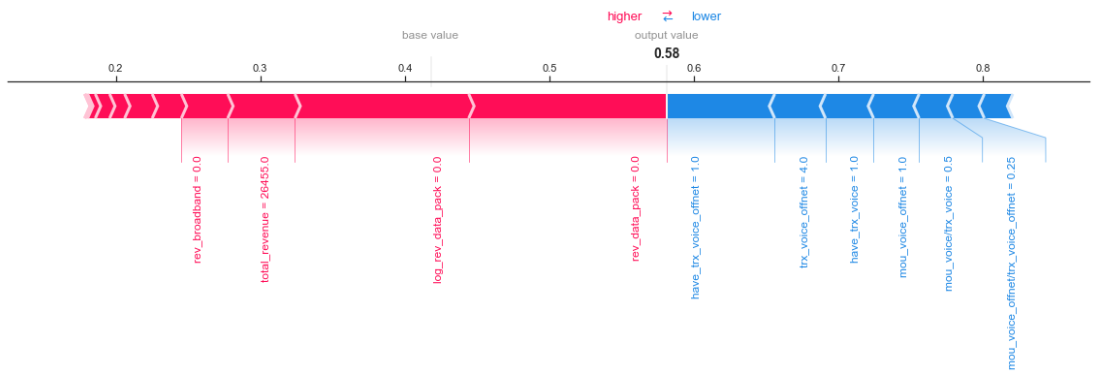 higher ⇄ lower
base value output value
0.58
0.2 0.3 0.4 0.5 0.6 0.7 0.8
rev_broadband = 0.0
total_revenue = 26455.0
log_rev_data_pack = 0.0
rev_data_pack = 0.0
have_trx_voice_offnet = 1.0
trx_voice_offnet = 4.0
have_trx_voice = 1.0
mou_voice_offnet = 1.0
mou_voice/trx_voice = 0.5
mou_voice_offnet/trx_voice_offnet = 0.25